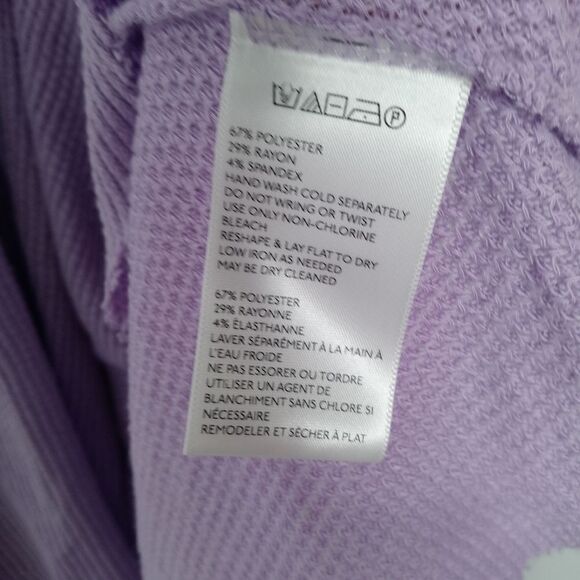 67% POLYESTER
29% RAYON
4% SPANDEX
HAND WASH COLD SEPARATELY
DO NOT WRING OR TWIST
USE ONLY NON-CHLORINE
BLEACH
RESHAPE & LAY FLAT TO DRY
LOW IRON AS NEEDED
MAY BE DRY CLEANED
67% POLYESTER
29% RAYONNE
4% ÉLASTHANNE
LAVER SÉPARÉMENT À LA MAIN À
L'EAU FROIDE
NE PAS ESSORER OU TORDRE
UTILISER UN AGENT DE
BLANCHIMENT SANS CHLORE SI
NÉCESSAIRE
REMODELER ET SÉCHER À PLAT